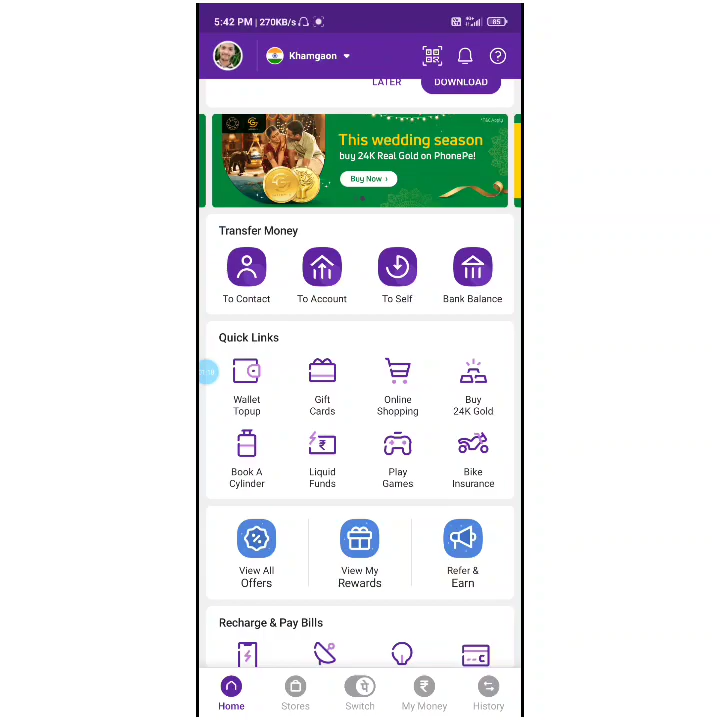 5:42 PM | 270KB/s
4G+
85
Khamgaon
LATER
DOWNLOAD
*T&C Apply
This wedding season
buy 24K Real Gold on PhonePe!
Buy Now ›
Transfer Money
To Contact
To Account
To Self
Bank Balance
Quick Links
Wallet
Topup
Gift
Cards
Online
Shopping
Buy
24K Gold
Book A
Cylinder
Liquid
Funds
Play
Games
Bike
Insurance
View All
Offers
View My
Rewards
Refer &
Earn
Recharge & Pay Bills
Home
Stores
Switch
My Money
History